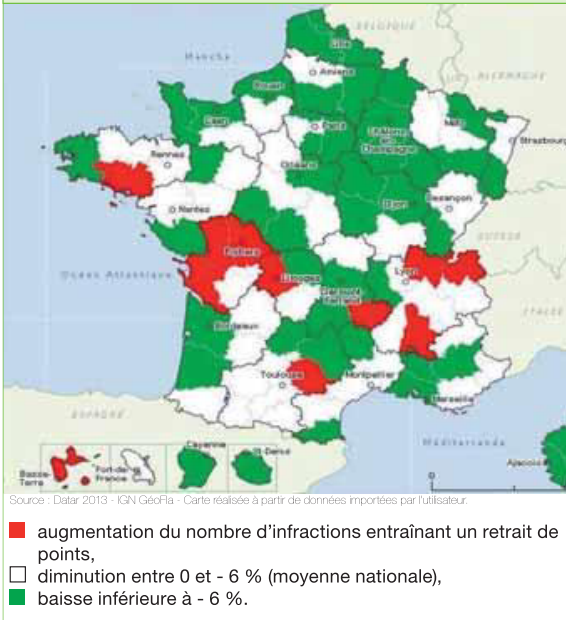 BELGIQUE
Manche
Lille
Amiens
ALLEMAGNE
Rouen
Caen
Paris
Châlons
en
Champagne
Metz
Strasbourg
Rennes
Orléans
Nantes
Dijon
Besançon
SUISSE
Poitiers
Océan Atlantique
Limoges
Clermont
Ferrand
Lyon
ITALIE
Bordeaux
Toulouse
Montpellier
Marseille
ESPAGNE
Méditerranée
Basse-
Terre
Fort-de-
France
Cayenne
St-Denis
Ajaccio
0
Source : Datar 2013 - IGN GéoFla - Carte réalisée à partir de données importées par l'utilisateur.
augmentation du nombre d'infractions entraînant un retrait de
points,
diminution entre 0 et - 6 % (moyenne nationale),
baisse inférieure à - 6 %.